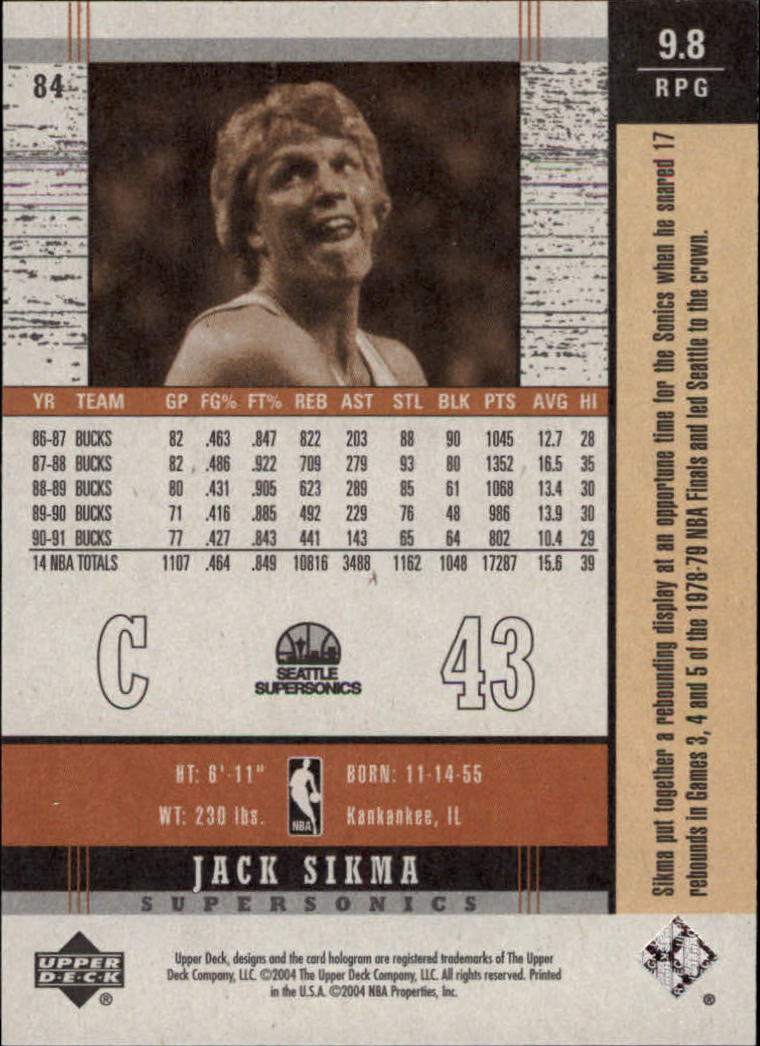 84
9.8
RPG
YR TEAM GP FG% FT% REB AST STL BLK PTS AVG HI
86-87 BUCKS 82 .463 .847 822 203 88 90 1045 12.7 28
87-88 BUCKS 82 .486 .922 709 279 93 80 1352 16.5 35
88-89 BUCKS 80 .431 .905 623 289 85 61 1068 13.4 30
89-90 BUCKS 71 .416 .885 492 229 76 48 986 13.9 30
90-91 BUCKS 77 .427 .843 441 143 65 64 802 10.4 29
14 NBA TOTALS 1107 .464 .849 10816 3488 1162 1048 17287 15.6 39
C
SEATTLE
SUPERSONICS
43
HT: 6'-11" BORN: 11-14-55
WT: 230 lbs. Kankankee, IL
NBA
JACK SIKMA
SUPERSONICS
Sikma put together a rebounding display at an opportune time for the Sonics when he snared 17
rebounds in Games 3, 4 and 5 of the 1978-79 NBA Finals and led Seattle to the crown.
UPPER
D·E·C·K
®
Upper Deck, designs and the card hologram are registered trademarks of The Upper
Deck Company, LLC. ©2004 The Upper Deck Company, LLC. All rights reserved. Printed
in the U.S.A. ©2004 NBA Properties, Inc.
®